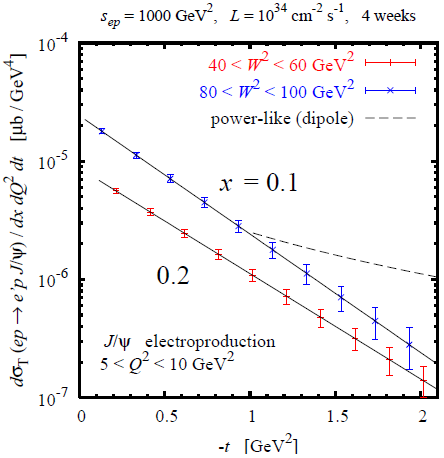 s_ep = 1000 GeV², L = 10³⁴ cm⁻² s⁻¹, 4 weeks
40 < W² < 60 GeV²
80 < W² < 100 GeV²
power-like (dipole)
x = 0.1
0.2
J/ψ electroproduction
5 < Q² < 10 GeV²
dσ_T (ep → e'p J/ψ) / dx dQ² dt [μb / GeV⁴]
10⁻⁴
10⁻⁵
10⁻⁶
10⁻⁷
0 0.5 1 1.5 2
-t [GeV²]